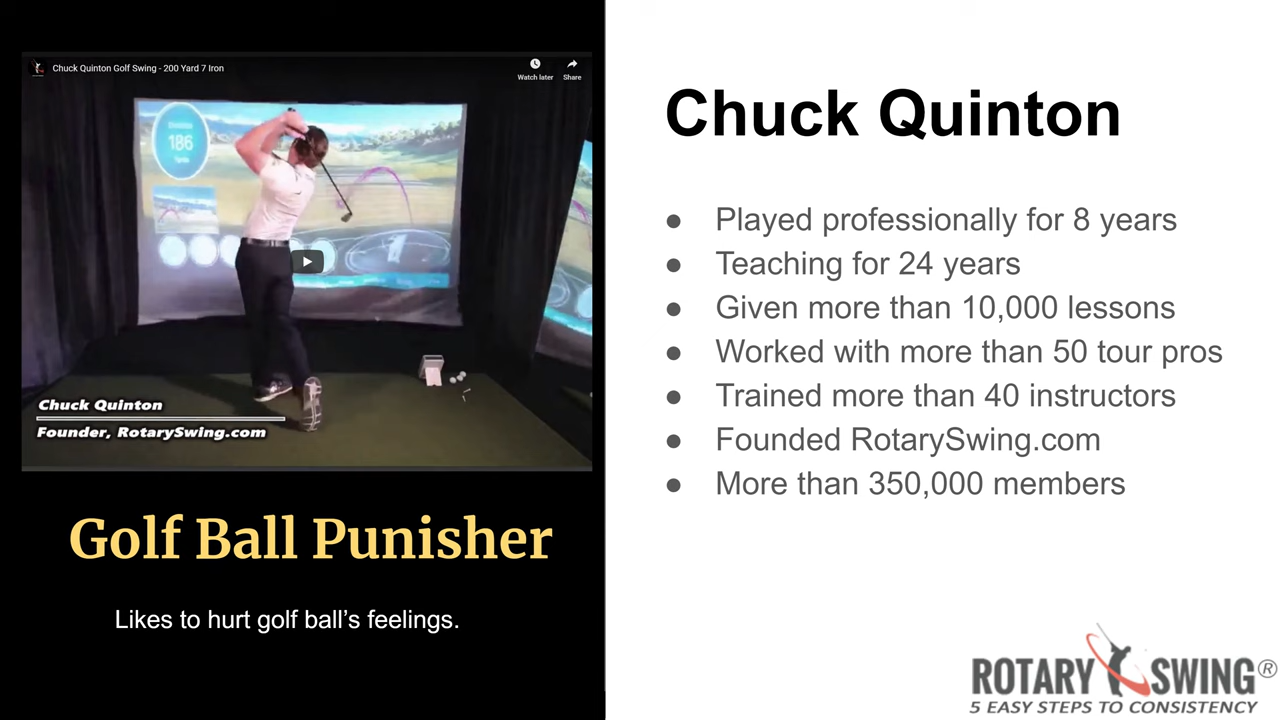 Chuck Quinton Golf Swing - 200 Yard 7 Iron
Watch later
Share
186
Chuck Quinton
Founder, RotarySwing.com
Golf Ball Punisher
Likes to hurt golf ball’s feelings.
Chuck Quinton
● Played professionally for 8 years
● Teaching for 24 years
● Given more than 10,000 lessons
● Worked with more than 50 tour pros
● Trained more than 40 instructors
● Founded RotarySwing.com
● More than 350,000 members
ROTARY SWING®
5 EASY STEPS TO CONSISTENCY